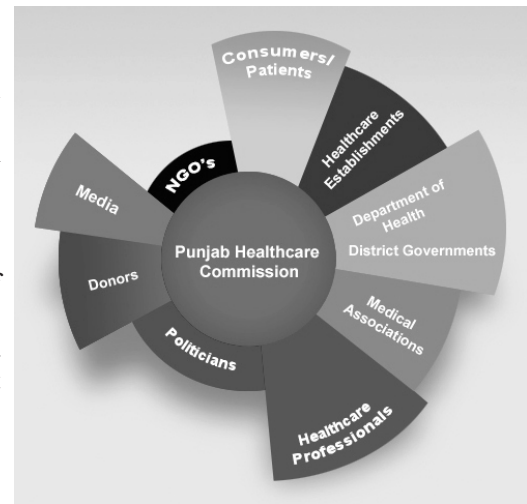 Consumers/
Patients
Healthcare
Establishments
Department of
Health
District Governments
Medical
Associations
Healthcare
Professionals
Politicians
Donors
Media
NGO's
Punjab Healthcare
Commission